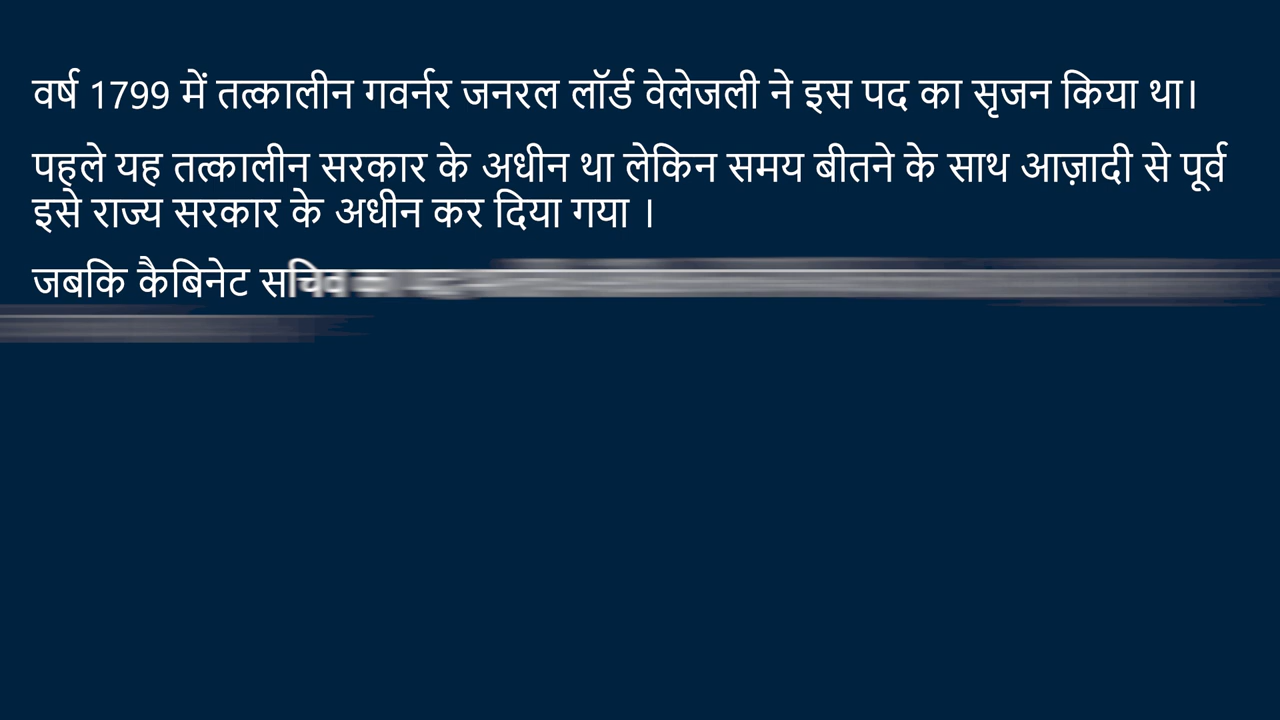 वर्ष 1799 में तत्कालीन गवर्नर जनरल लॉर्ड वेलेजली ने इस पद का सृजन किया था।
पहले यह तत्कालीन सरकार के अधीन था लेकिन समय बीतने के साथ आज़ादी से पूर्व
इसे राज्य सरकार के अधीन कर दिया गया ।
जबकि कैबिनेट सचिव का